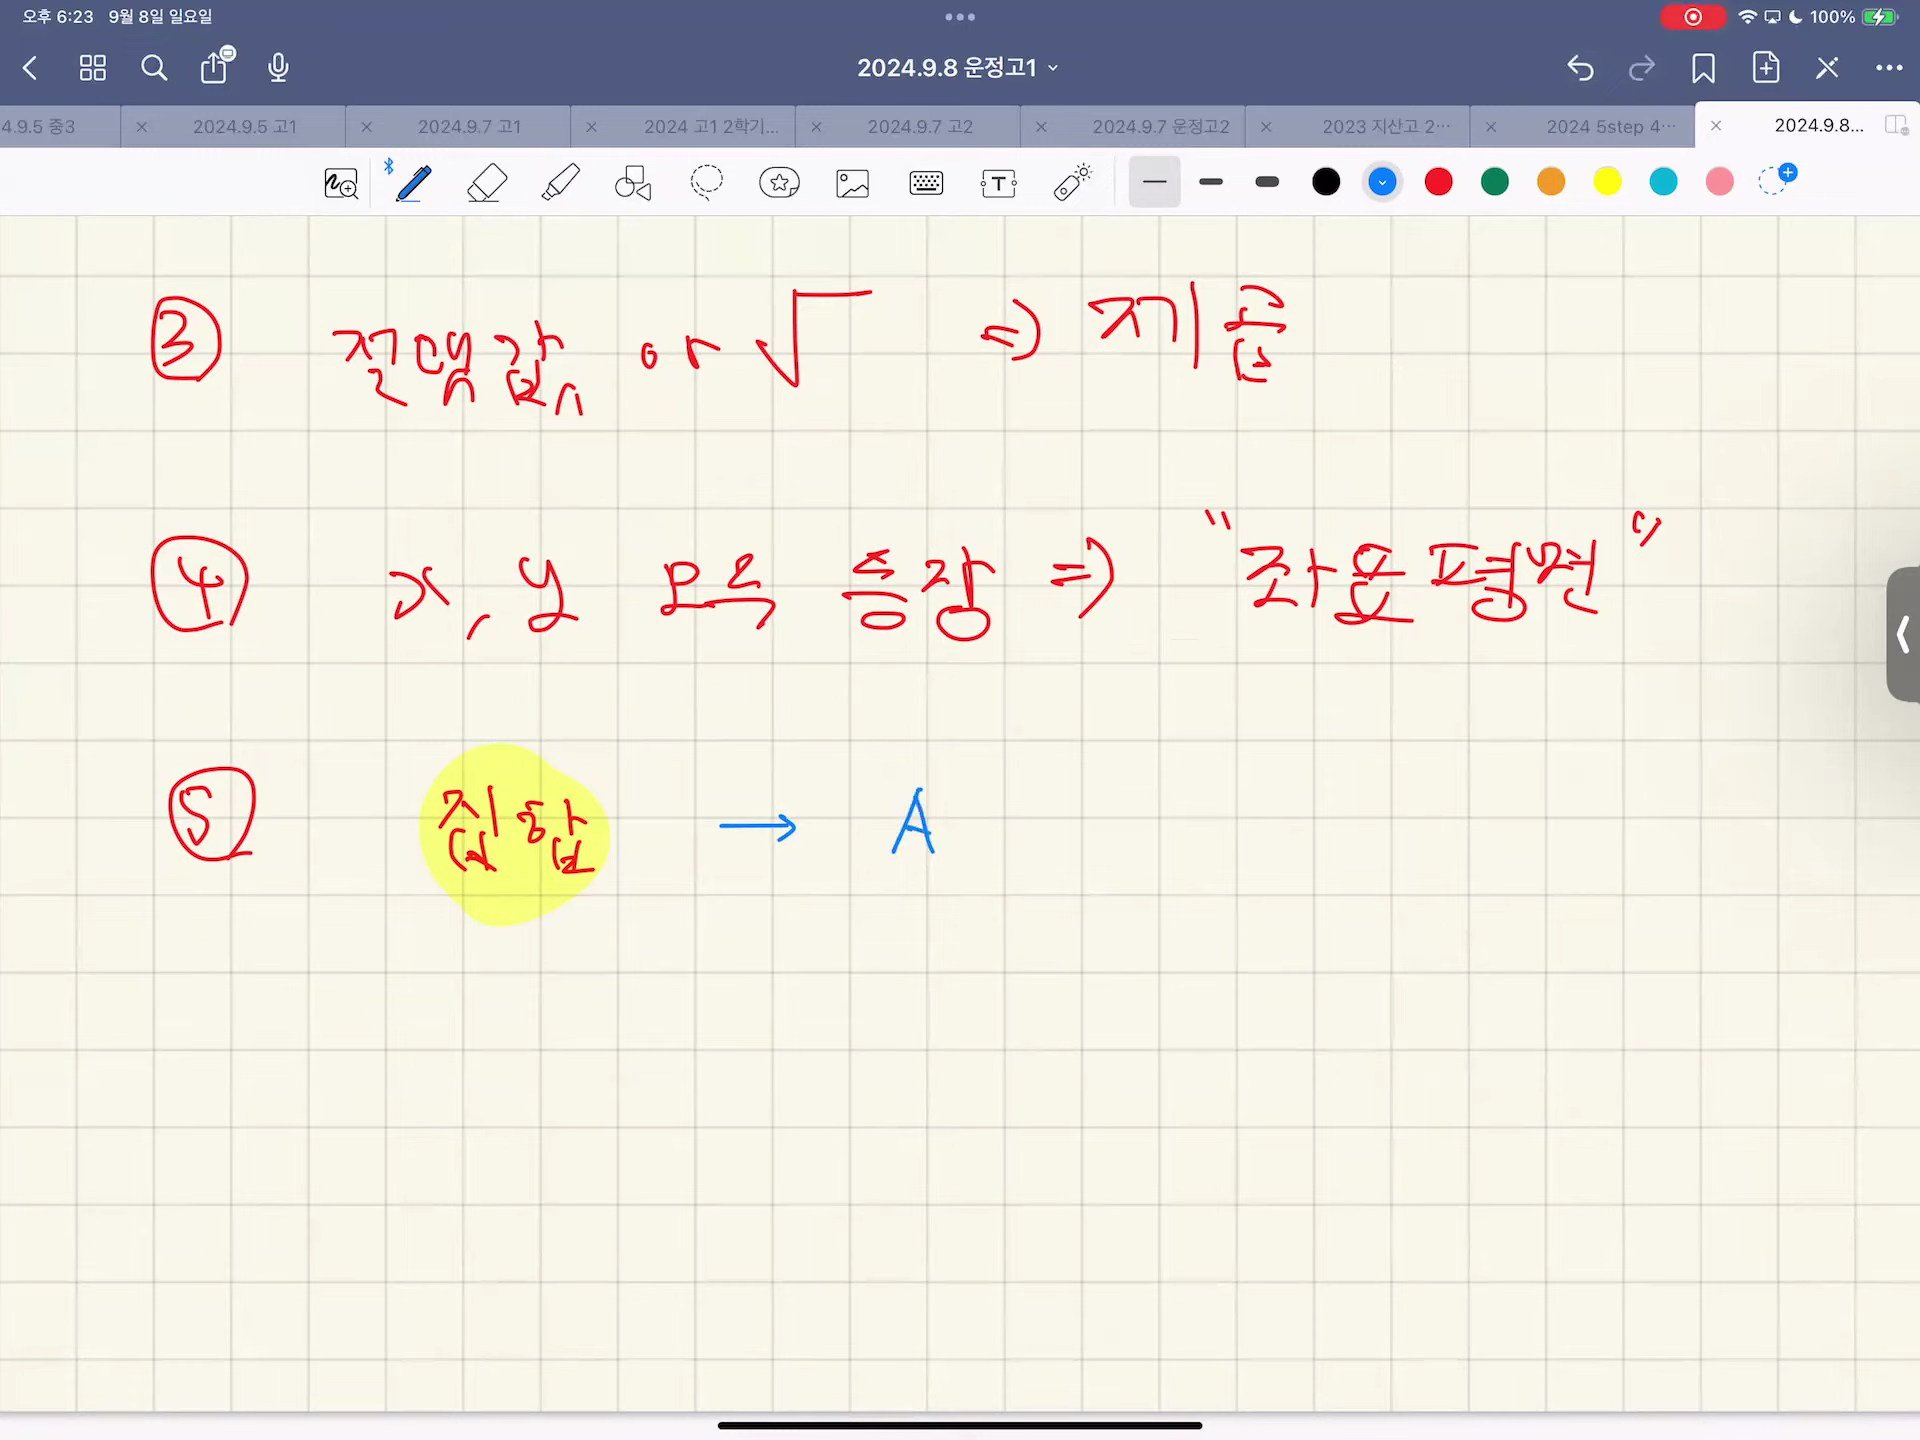 오후 6:23 9월 8일 일요일
100%
2024.9.8 운정고1
4.9.5 중3
2024.9.5 고1
2024.9.7 고1
2024 고1 2학기...
2024.9.7 고2
2024.9.7 운정고2
2023 지산고 2...
2024 5step 4...
2024.9.8...
T
③ 절댓값 or √ ⇒ 제곱
④ x, y 모두 등장 ⇒ "좌표평면"
⑤ 집합 → A